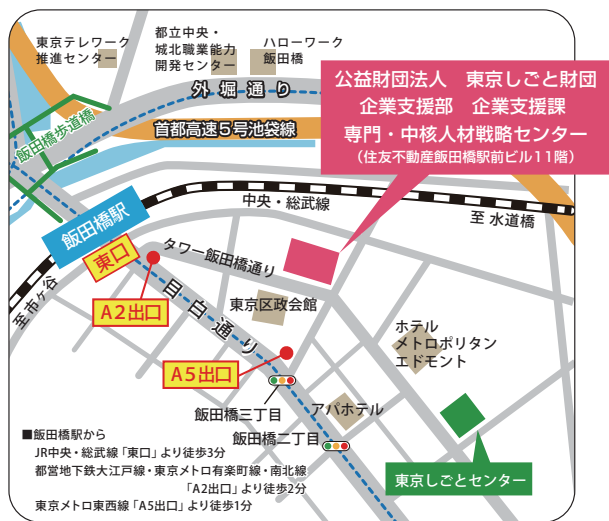 東京テレワーク
推進センター
都立中央・
城北職業能力
開発センター
ハローワーク
飯田橋
外堀通り
飯田橋歩道橋
首都高速5号池袋線
公益財団法人　東京しごと財団
企業支援部　企業支援課
専門・中核人材戦略センター
（住友不動産飯田橋駅前ビル11階）
中央・総武線
至 水道橋
飯田橋駅
東口
至市ヶ谷
タワー飯田橋通り
A2出口
目白通り
東京区政会館
A5出口
ホテル
メトロポリタン
エドモント
飯田橋三丁目
アパホテル
飯田橋二丁目
東京しごとセンター
■飯田橋駅から
JR中央・総武線「東口」より徒歩3分
都営地下鉄大江戸線・東京メトロ有楽町線・南北線
「A2出口」より徒歩2分
東京メトロ東西線「A5出口」より徒歩1分